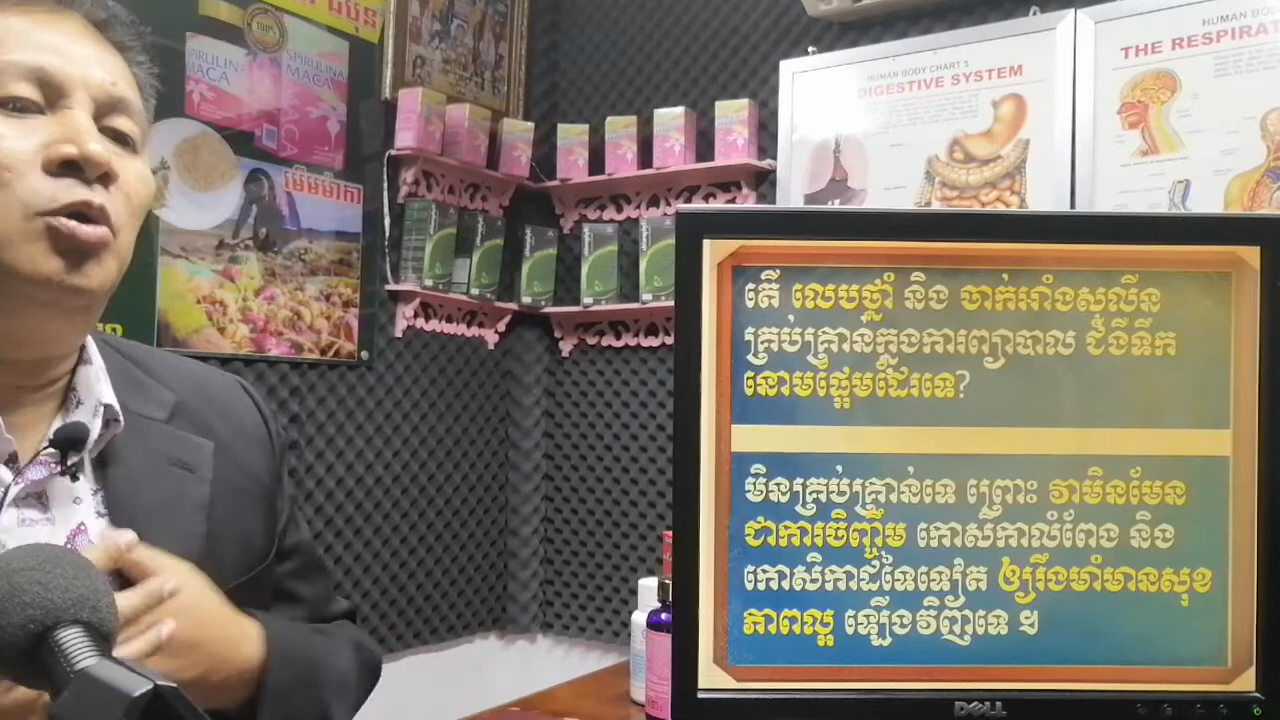 ជប៉ុន
100%
SPIRULINA
MACA
SPIRULINA
MACA
MACA
មើមម៉ាកា
HUMAN BODY CHART 3
DIGESTIVE SYSTEM
HUMAN BOD
THE RESPIRAT
តើ លេបថ្នាំ និង ចាក់អាំងស៊ុលីន
គ្រប់គ្រាន់ក្នុងការព្យាបាល ជំងឺទឹក
នោមផ្អែមដែរទេ?
មិនគ្រប់គ្រាន់ទេ ព្រោះ វាមិនមែន
ជាការចិញ្ចឹម កោសិកាលំពែង និង
កោសិកាដទៃទៀត ឲ្យរឹងមាំមានសុខ
ភាពល្អ ឡើងវិញទេ ។
DELL